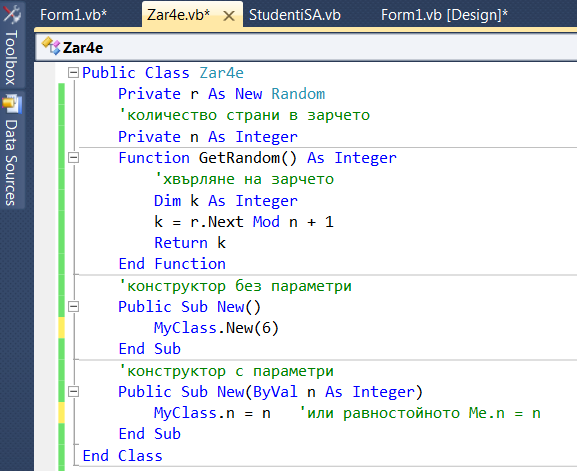 Form1.vb* Zar4e.vb* StudentiSA.vb Form1.vb [Design]*
Toolbox
Data Sources
Zar4e
Public Class Zar4e
Private r As New Random
'количество страни в зарчето
Private n As Integer
Function GetRandom() As Integer
'хвърляне на зарчето
Dim k As Integer
k = r.Next Mod n + 1
Return k
End Function
'конструктор без параметри
Public Sub New()
MyClass.New(6)
End Sub
'конструктор с параметри
Public Sub New(ByVal n As Integer)
MyClass.n = n 'или равностойното Me.n = n
End Sub
End Class